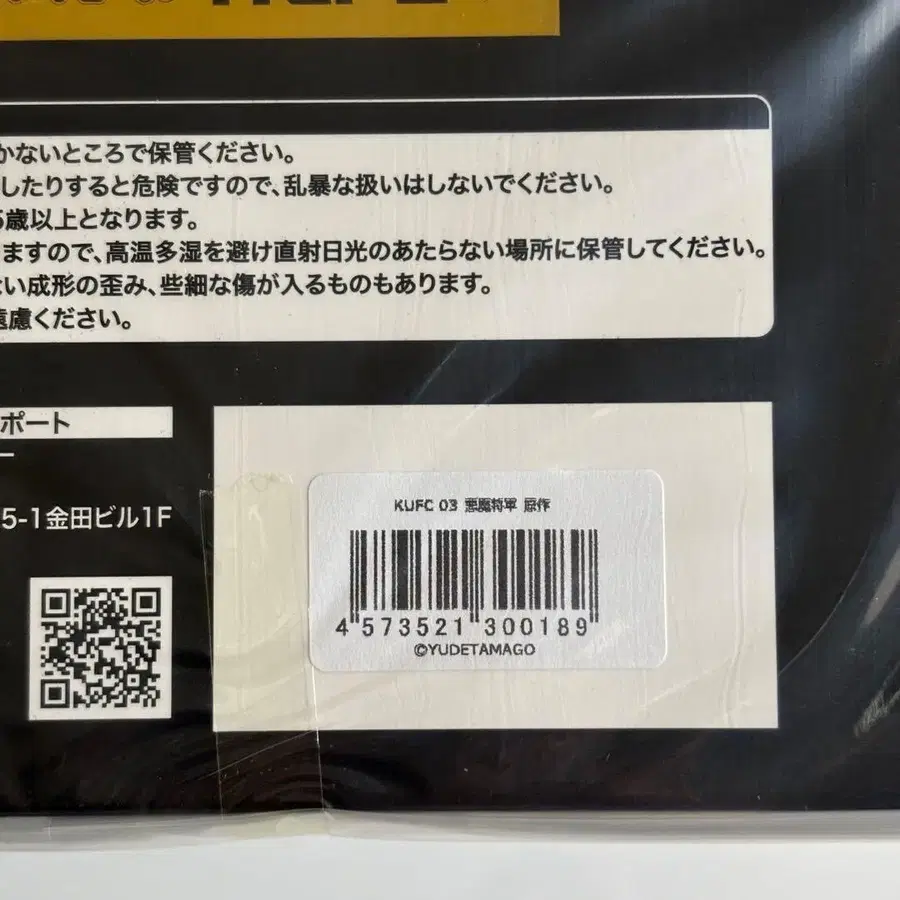 かないところで保管ください。
したりすると危険ですので、乱暴な扱いはしないでください。
歳以上となります。
ますので、高温多湿を避け直射日光のあたらない場所に保管してください。
い成形の歪み、些細な傷が入るものもあります。
遠慮ください。
ポート
5-1金田ビル1F
KUFC 03 悪魔将軍 原作
4 573521 300189
©YUDETAMAGO